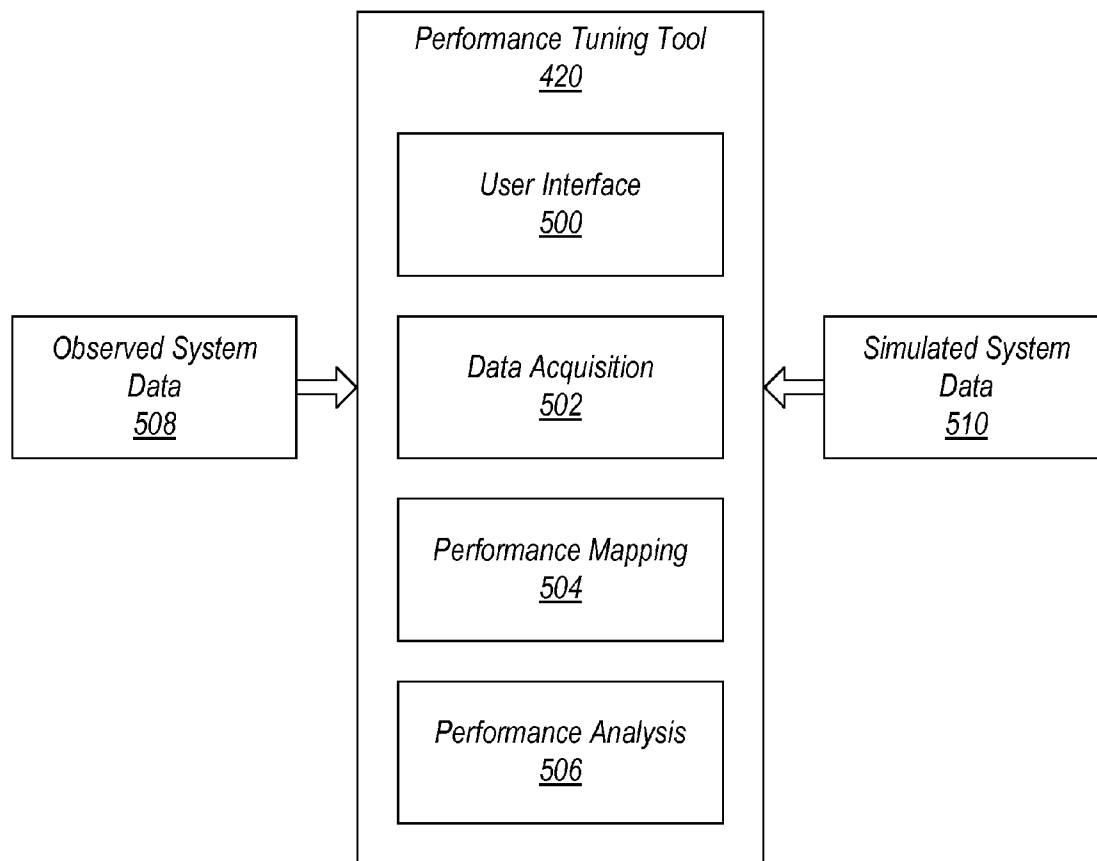 Performance Tuning Tool
420
User Interface
500
Observed System
Data
508
Data Acquisition
502
Simulated System
Data
510
Performance Mapping
504
Performance Analysis
506